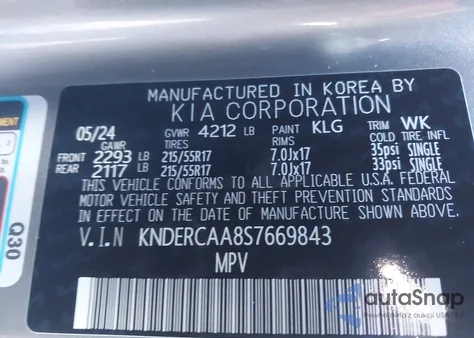 MANUFACTURED IN KOREA BY
KIA CORPORATION
05/24 GVWR 4212 LB PAINT KLG TRIM WK
GAWR TIRES RIMS COLD TIRE INFL
FRONT 2293 LB 215/55R17 7.0Jx17 35psi SINGLE
REAR 2117 LB 215/55R17 7.0Jx17 33psi SINGLE
THIS VEHICLE CONFORMS TO ALL APPLICABLE U.S.A. FEDERAL
MOTOR VEHICLE SAFETY AND THEFT PREVENTION STANDARDS
IN EFFECT ON THE DATE OF MANUFACTURE SHOWN ABOVE.
V.I.N KNDERCAA8S7669843
MPV
Q30
autoSnap